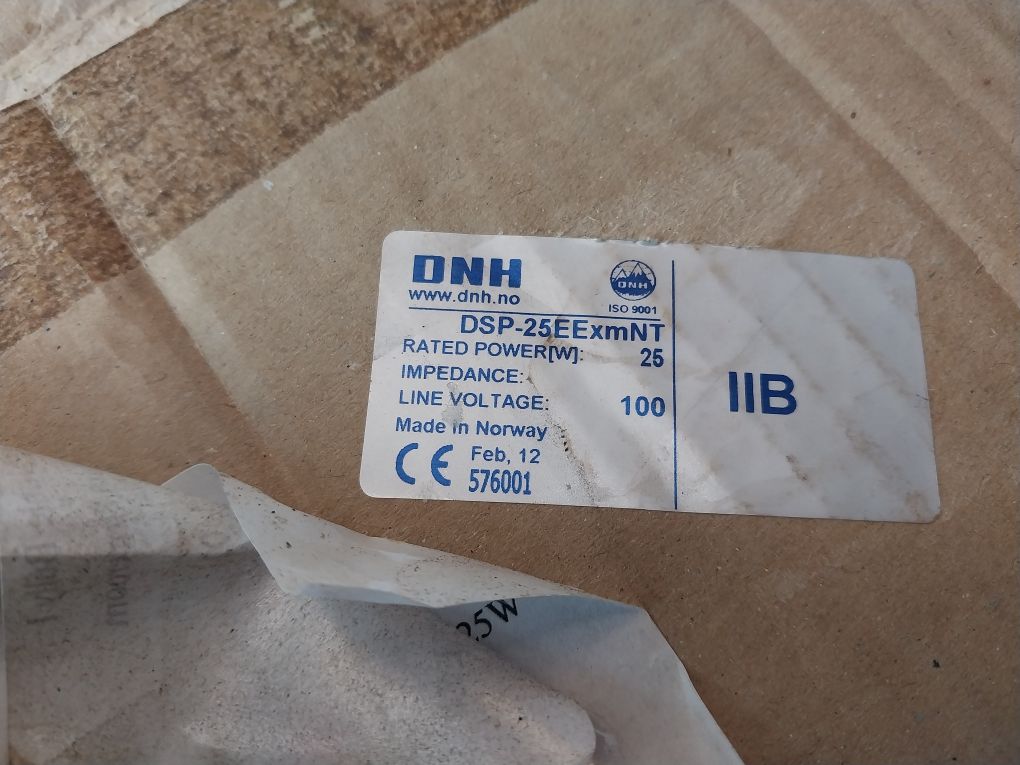 DNH
www.dnh.no
DNH
ISO 9001
DSP-25EExmNT
RATED POWER[W]: 25
IMPEDANCE:
LINE VOLTAGE: 100
Made in Norway
CE Feb, 12
576001
IIB
25W